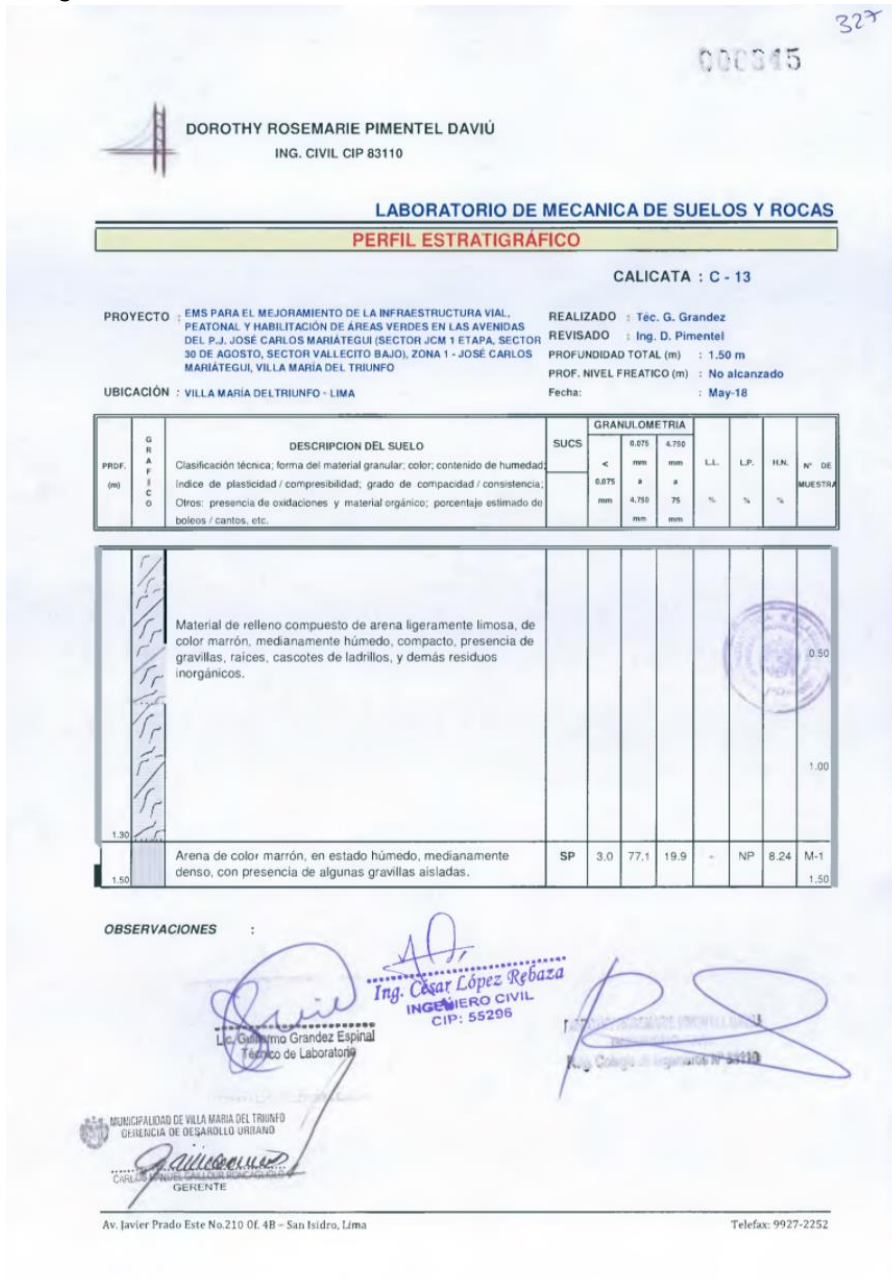 327
000345
DOROTHY ROSEMARIE PIMENTEL DAVIÚ
ING. CIVIL CIP 83110
LABORATORIO DE MECANICA DE SUELOS Y ROCAS
PERFIL ESTRATIGRÁFICO
CALICATA : C - 13
PROYECTO : EMS PARA EL MEJORAMIENTO DE LA INFRAESTRUCTURA VIAL,
PEATONAL Y HABILITACIÓN DE ÁREAS VERDES EN LAS AVENIDAS
DEL P.J. JOSÉ CARLOS MARIÁTEGUI (SECTOR JCM 1 ETAPA, SECTOR
30 DE AGOSTO, SECTOR VALLECITO BAJO), ZONA 1 - JOSÉ CARLOS
MARIÁTEGUI, VILLA MARÍA DEL TRIUNFO
UBICACIÓN : VILLA MARÍA DELTRIUNFO - LIMA
REALIZADO : Téc. G. Grandez
REVISADO : Ing. D. Pimentel
PROFUNDIDAD TOTAL (m) : 1.50 m
PROF. NIVEL FREATICO (m) : No alcanzado
Fecha: : May-18
PROF. (m)
GRAFICO
DESCRIPCION DEL SUELO
Clasificación técnica; forma del material granular; color; contenido de humedad;
índice de plasticidad / compresibilidad; grado de compacidad / consistencia;
Otros: presencia de oxidaciones y material orgánico; porcentaje estimado de
boleos / cantos, etc.
SUCS
GRANULOMETRIA
< 0.075 mm
0.075 mm a 4.750 mm
4.750 mm a 75 mm
L.L. %
L.P. %
H.N. %
N° DE MUESTRA
Material de relleno compuesto de arena ligeramente limosa, de
color marrón, medianamente húmedo, compacto, presencia de
gravillas, raíces, cascotes de ladrillos, y demás residuos
inorgánicos.
0.50
1.00
1.30
Arena de color marrón, en estado húmedo, medianamente
denso, con presencia de algunas gravillas aisladas.
SP 3.0 77.1 19.9 - NP 8.24 M-1
1.50 1.50
OBSERVACIONES :
Ing. César López Rebaza
INGENIERO CIVIL
CIP: 55296
Lic. Guillermo Grandez Espinal
Técnico de Laboratorio
MUNICIPALIDAD DE VILLA MARIA DEL TRIUNFO
GERENCIA DE DESARROLLO URBANO
GERENTE
Av. Javier Prado Este No.210 Of. 4B – San Isidro, Lima
Telefax: 9927-2252